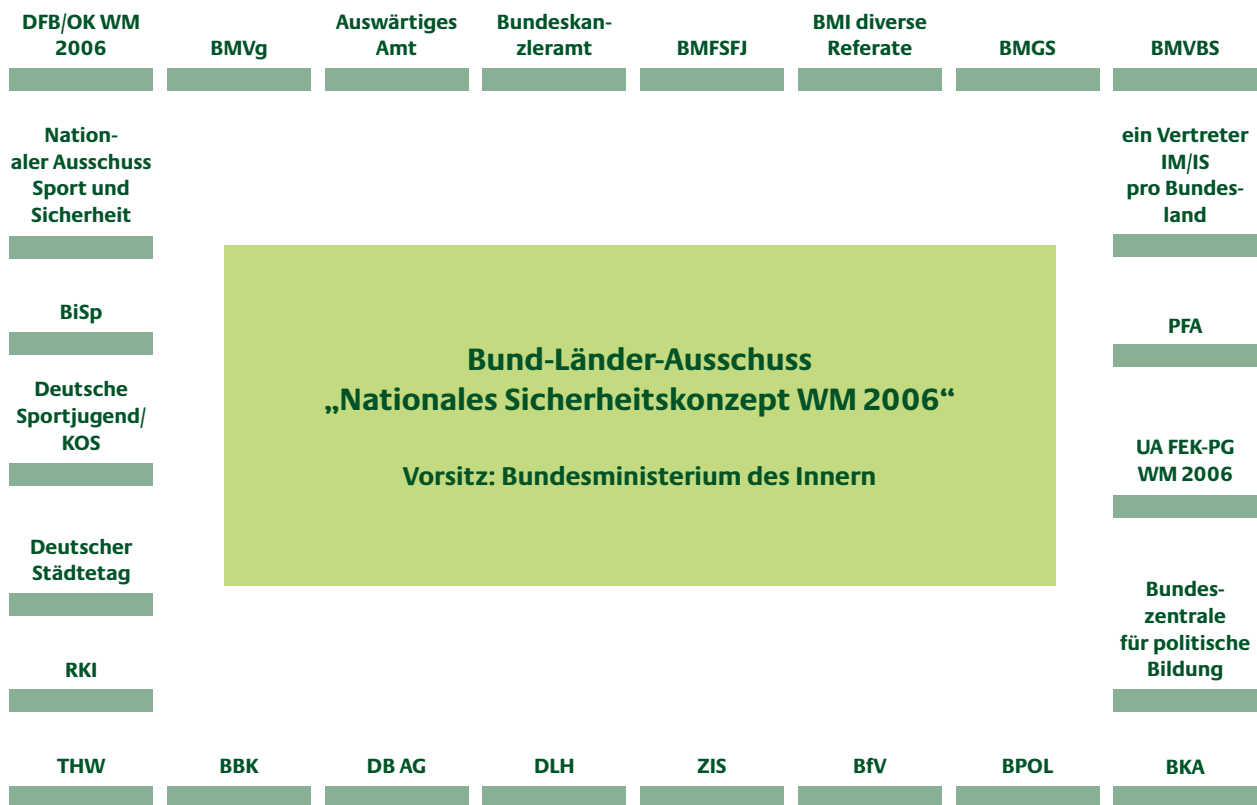 DFB/OK WM
2006
BMVg
Auswärtiges
Amt
Bundeskan-
zleramt
BMFSFJ
BMI diverse
Referate
BMGS
BMVBS
Nation-
aler Ausschuss
Sport und
Sicherheit
BiSp
Deutsche
Sportjugend/
KOS
Deutscher
Städtetag
RKI
Bund-Länder-Ausschuss
„Nationales Sicherheitskonzept WM 2006“
Vorsitz: Bundesministerium des Innern
ein Vertreter
IM/IS
pro Bundes-
land
PFA
UA FEK-PG
WM 2006
Bundes-
zentrale
für politische
Bildung
THW
BBK
DB AG
DLH
ZIS
BfV
BPOL
BKA